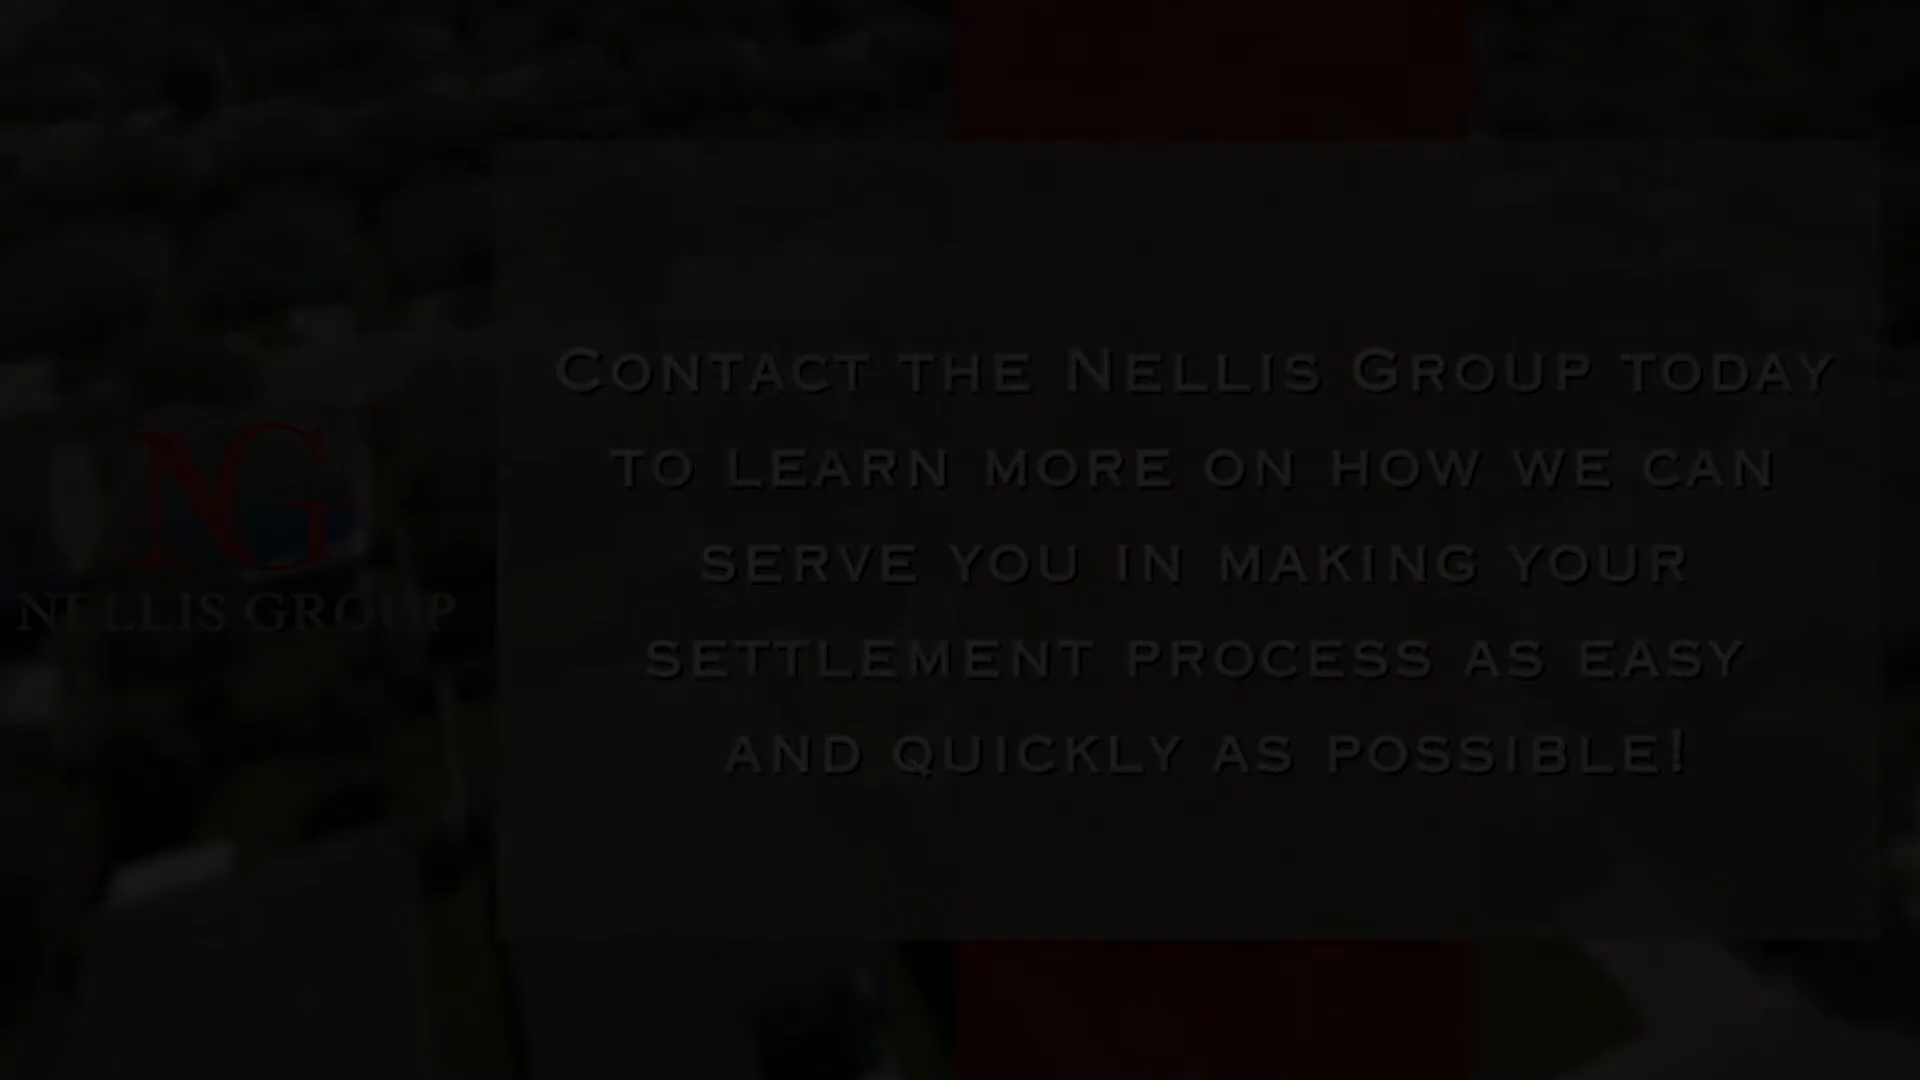 Contact the Nellis Group today
to learn more on how we can
serve you in making your
settlement process as easy
and quickly as possible!
NG
NELLIS GROUP